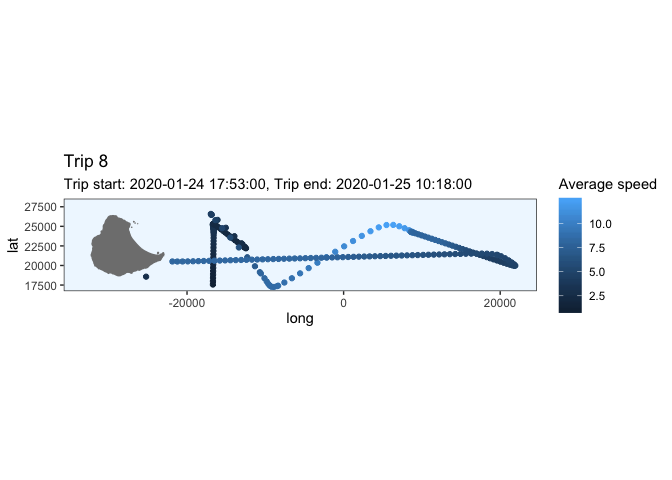 Trip 8
Trip start: 2020-01-24 17:53:00, Trip end: 2020-01-25 10:18:00
Average speed
27500
25000
22500
20000
17500
lat
-20000 0 20000
long
10.0
7.5
5.0
2.5